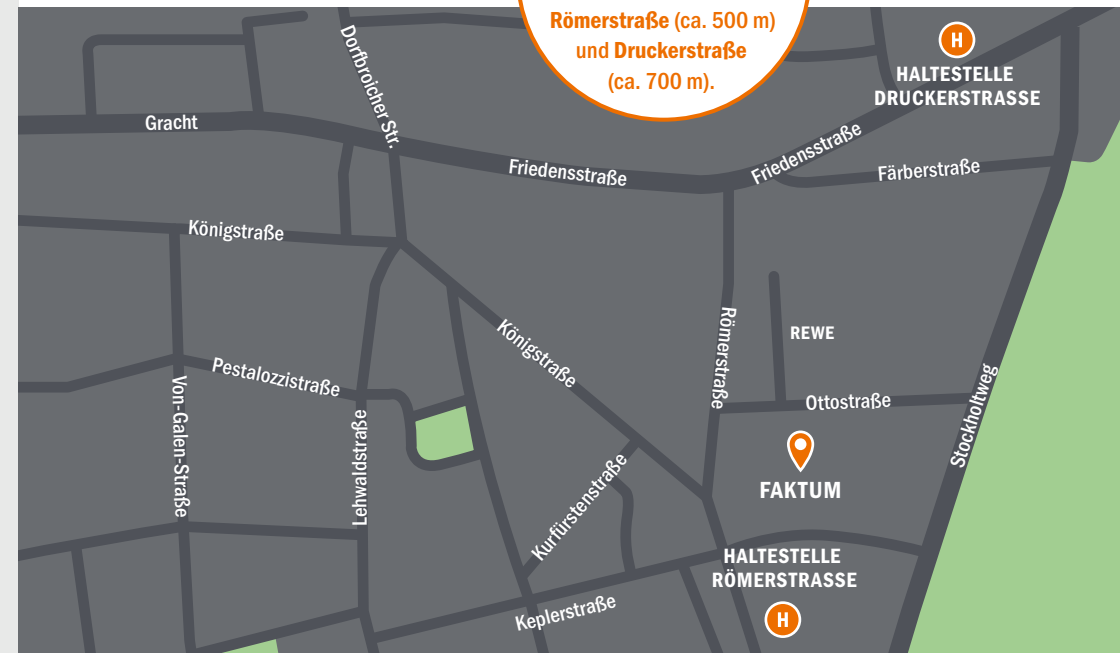 Römerstraße (ca. 500 m)
und Druckerstraße
(ca. 700 m).
H
HALTESTELLE
DRUCKERSTRASSE
Dorfbroicher Str.
Gracht
Friedensstraße
Friedensstraße
Färberstraße
Königstraße
Königstraße
Römerstraße
REWE
Pestalozzistraße
Von-Galen-Straße
Lehwaldstraße
Ottostraße
Stockholtweg
FAKTUM
Kurfürstenstraße
HALTESTELLE
RÖMERSTRASSE
H
Keplerstraße